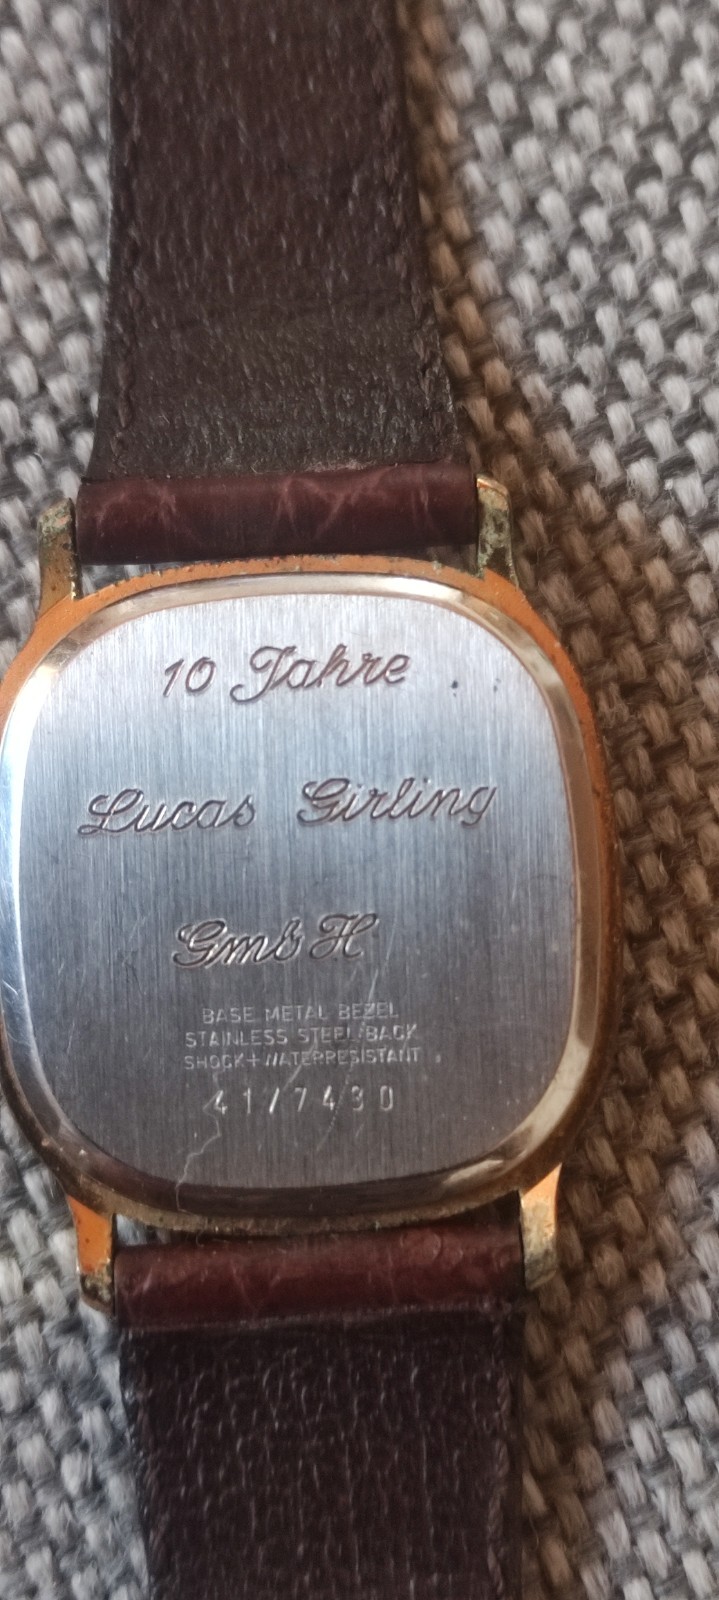 10 Jahre
Lucas Girling
GmbH
BASE METAL BEZEL
STAINLESS STEEL BACK
SHOCK+WATERRESISTANT
41/7430